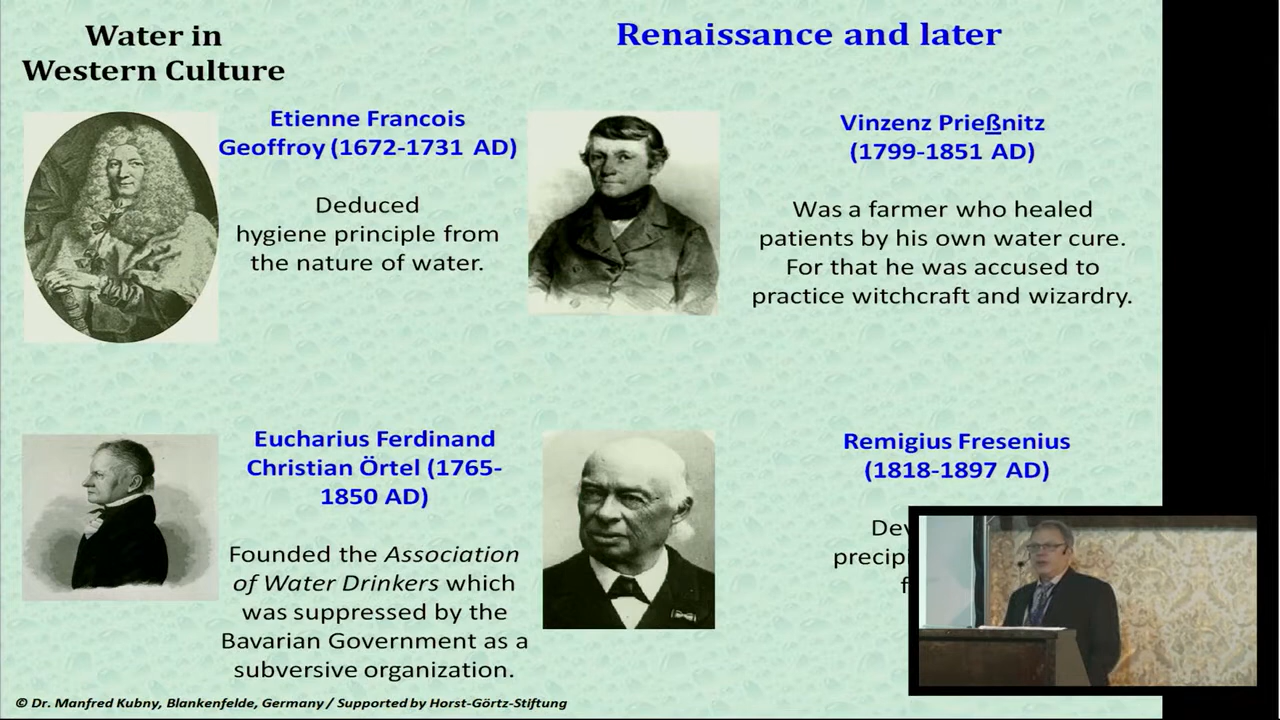 Water in
Western Culture
Renaissance and later
Etienne Francois
Geoffroy (1672-1731 AD)
Deduced
hygiene principle from
the nature of water.
Vinzenz Prießnitz
(1799-1851 AD)
Was a farmer who healed
patients by his own water cure.
For that he was accused to
practice witchcraft and wizardry.
Eucharius Ferdinand
Christian Örtel (1765-
1850 AD)
Founded the Association
of Water Drinkers which
was suppressed by the
Bavarian Government as a
subversive organization.
Remigius Fresenius
(1818-1897 AD)
© Dr. Manfred Kubny, Blankenfelde, Germany / Supported by Horst-Görtz-Stiftung